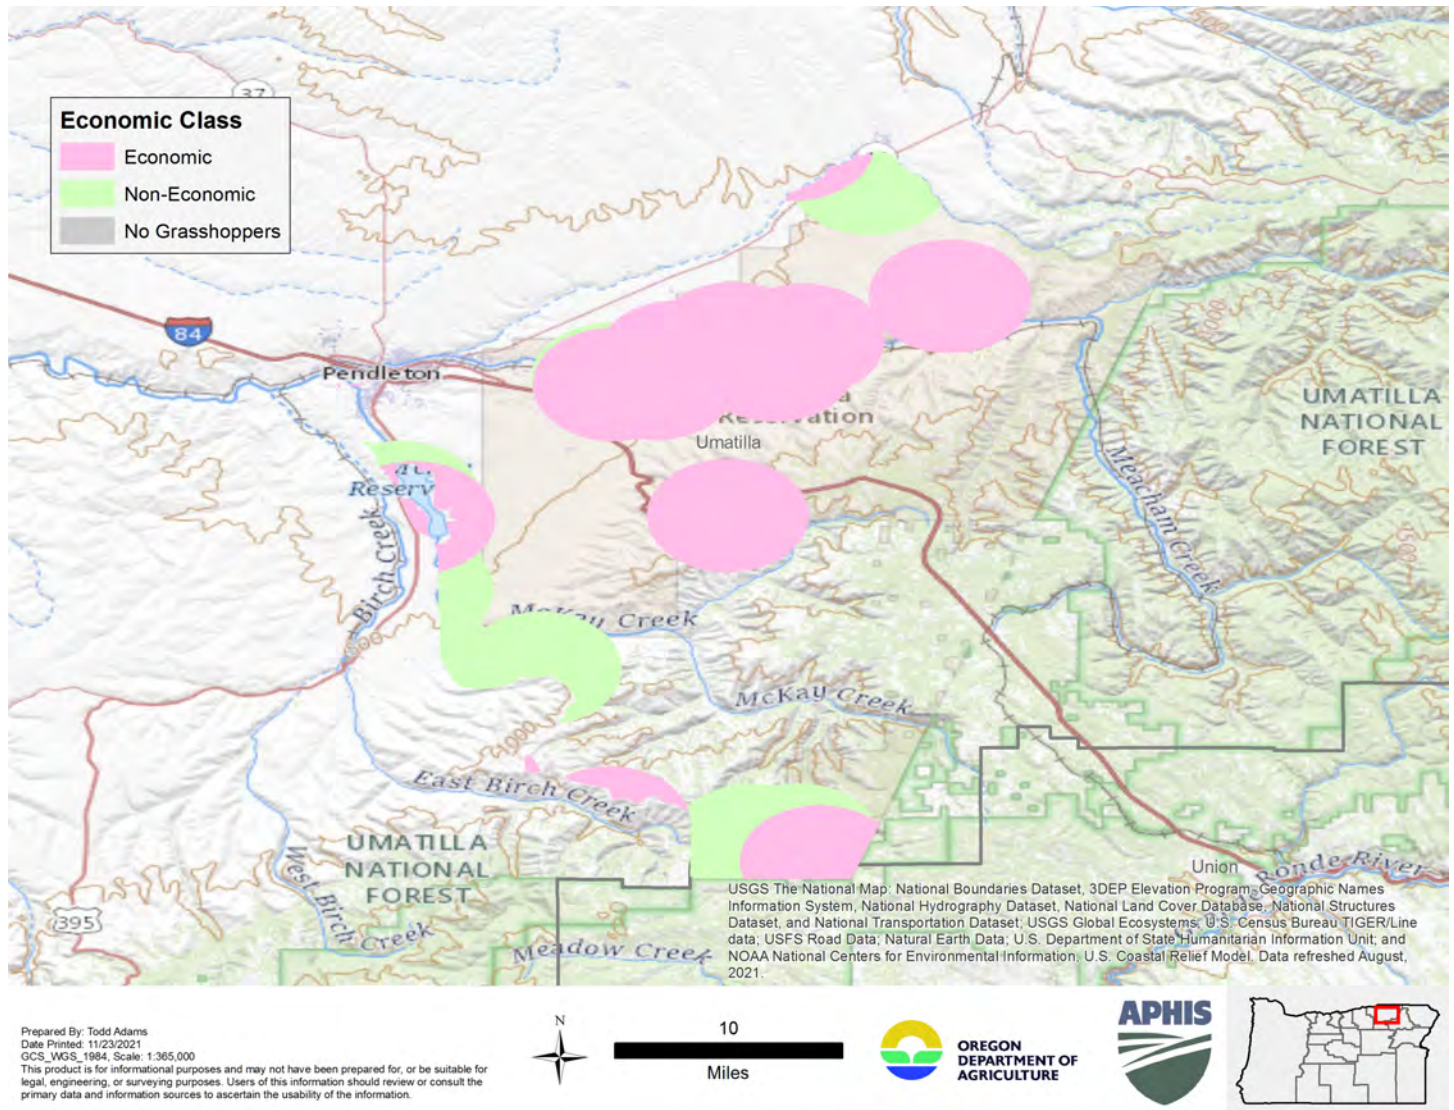 37
Economic Class
Economic
Non-Economic
No Grasshoppers
84
Pendleton
Reservation
Umatilla
UMATILLA
NATIONAL
FOREST
Meacham Creek
Reserv
Birch Creek
McKay Creek
McKay Creek
1000
East Birch Creek
UMATILLA
NATIONAL
FOREST
West Birch Creek
395
Meadow Creek
Union
Ronde River
USGS The National Map: National Boundaries Dataset, 3DEP Elevation Program, Geographic Names
Information System, National Hydrography Dataset, National Land Cover Database, National Structures
Dataset, and National Transportation Dataset; USGS Global Ecosystems; U.S. Census Bureau TIGER/Line
data; USFS Road Data; Natural Earth Data; U.S. Department of State Humanitarian Information Unit; and
NOAA National Centers for Environmental Information, U.S. Coastal Relief Model. Data refreshed August,
2021.
Prepared By: Todd Adams
Date Printed: 11/23/2021
GCS_WGS_1984, Scale: 1:365,000
This product is for informational purposes and may not have been prepared for, or be suitable for
legal, engineering, or surveying purposes. Users of this information should review or consult the
primary data and information sources to ascertain the usability of the information.
N
10
Miles
OREGON
DEPARTMENT OF
AGRICULTURE
APHIS